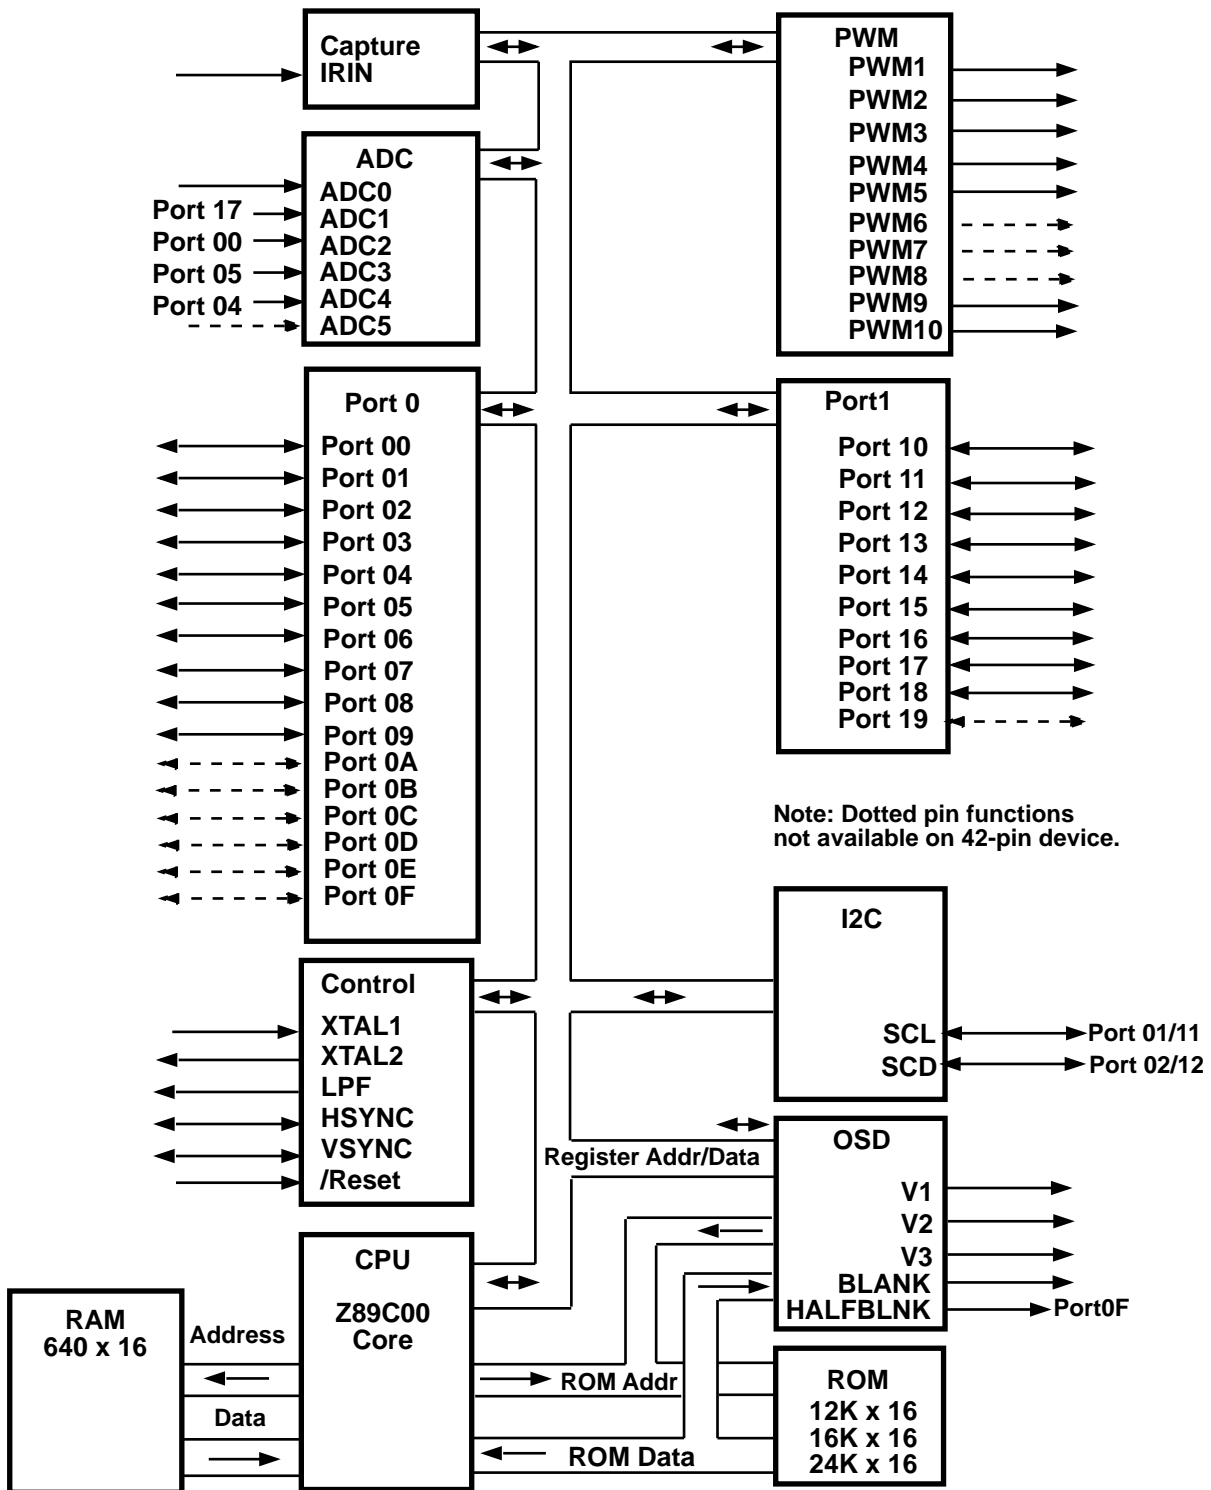 Capture
IRIN
ADC
ADC0
Port 17
ADC1
Port 00
ADC2
Port 05
ADC3
Port 04
ADC4
ADC5
PWM
PWM1
PWM2
PWM3
PWM4
PWM5
PWM6
PWM7
PWM8
PWM9
PWM10
Port 0
Port 00
Port 01
Port 02
Port 03
Port 04
Port 05
Port 06
Port 07
Port 08
Port 09
Port 0A
Port 0B
Port 0C
Port 0D
Port 0E
Port 0F
Port1
Port 10
Port 11
Port 12
Port 13
Port 14
Port 15
Port 16
Port 17
Port 18
Port 19
Note: Dotted pin functions
not available on 42-pin device.
Control
XTAL1
XTAL2
LPF
HSYNC
VSYNC
/Reset
I2C
SCL
Port 01/11
SCD
Port 02/12
Register Addr/Data
OSD
V1
V2
V3
BLANK
HALFBLNK
Port0F
CPU
Z89C00
Core
RAM
640 x 16
Address
Data
ROM Addr
ROM Data
ROM
12K x 16
16K x 16
24K x 16